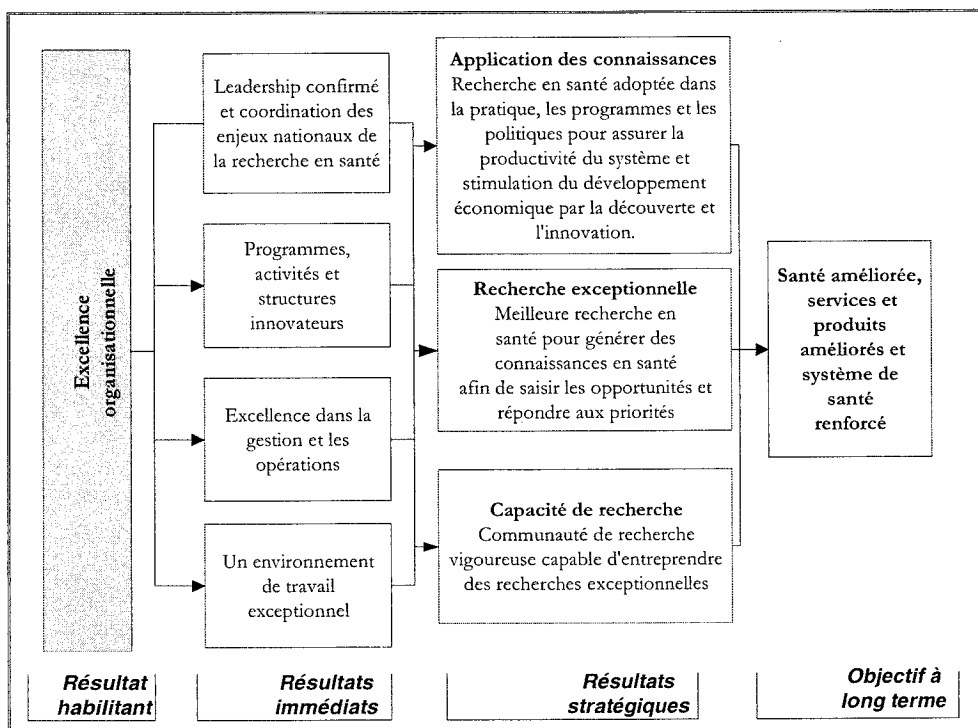 Excellence
organisationnelle
Leadership confirmé
et coordination des
enjeux nationaux de
la recherche en santé
Programmes,
activités et
structures
innovateurs
Excellence dans la
gestion et les
opérations
Un environnement
de travail
exceptionnel
Application des connaissances
Recherche en santé adoptée dans
la pratique, les programmes et les
politiques pour assurer la
productivité du système et
stimulation du développement
économique par la découverte et
l'innovation.
Recherche exceptionnelle
Meilleure recherche en
santé pour générer des
connaissances en santé
afin de saisir les opportunités et
répondre aux priorités
Capacité de recherche
Communauté de recherche
vigoureuse capable d'entreprendre
des recherches exceptionnelles
Santé améliorée,
services et
produits
améliorés et
système de
santé
renforcé
Résultat
habilitant
Résultats
immédiats
Résultats
stratégiques
Objectif à
long terme